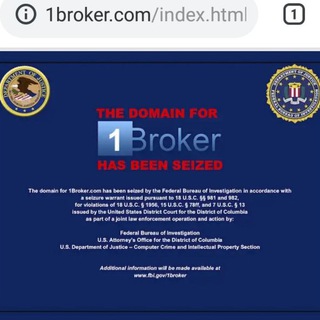 1broker.com/index.html
1
DEPARTMENT OF JUSTICE
THE DOMAIN FOR
1Broker
HAS BEEN SEIZED
The domain for 1Broker.com has been seized by the Federal Bureau of Investigation in accordance with
a seizure warrant issued pursuant to 18 U.S.C. §§ 981 and 982,
for violations of 18 U.S.C. § 1956, 15 U.S.C. § 78ff, and 7 U.S.C. § 13
issued by the United States District Court for the District of Columbia
as part of a joint law enforcement operation and action by:
Federal Bureau of Investigation
U.S. Attorney's Office for the District of Columbia
U.S. Department of Justice – Computer Crime and Intellectual Property Section
Additional information will be made available at
www.fbi.gov/1broker